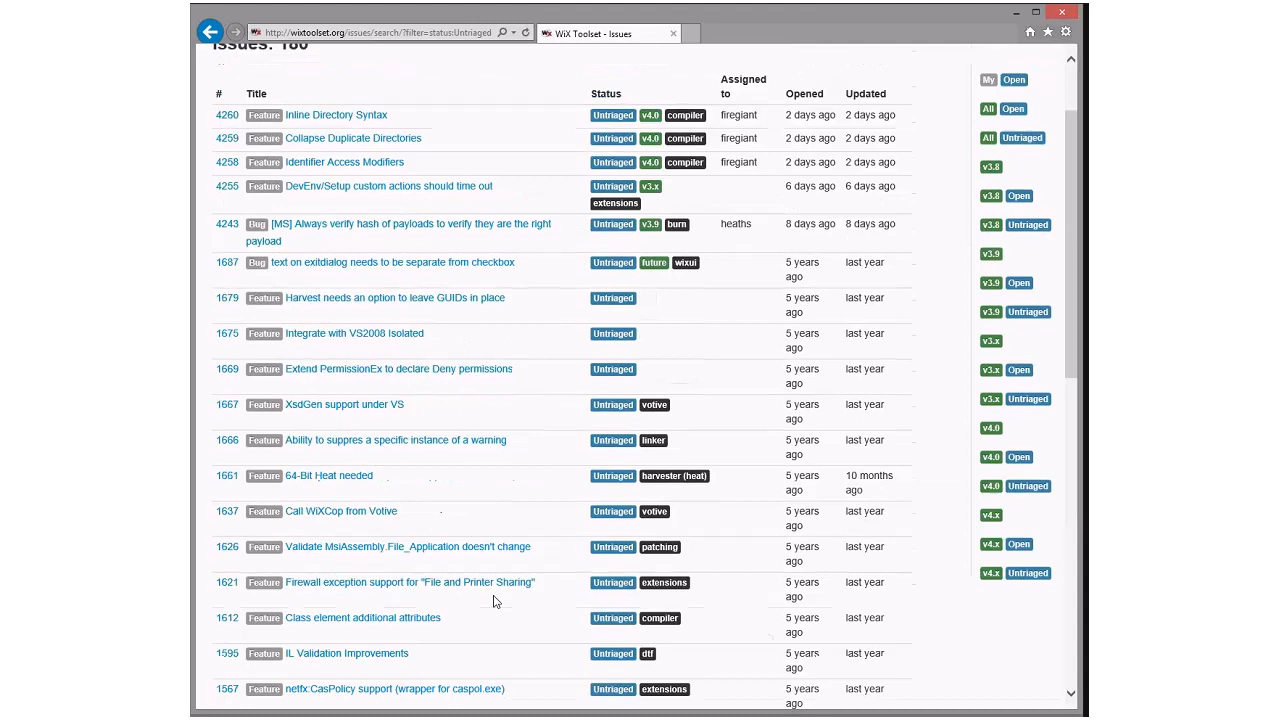 http://wixtoolset.org/issues/search/?filter=status:Untriaged
WiX Toolset - Issues
Issues: 180
# Title Status Assigned to Opened Updated
4260 Feature Inline Directory Syntax Untriaged v4.0 compiler firegiant 2 days ago 2 days ago
4259 Feature Collapse Duplicate Directories Untriaged v4.0 compiler firegiant 2 days ago 2 days ago
4258 Feature Identifier Access Modifiers Untriaged v4.0 compiler firegiant 2 days ago 2 days ago
4255 Feature DevEnv/Setup custom actions should time out Untriaged v3.x extensions 6 days ago 6 days ago
4243 Bug [MS] Always verify hash of payloads to verify they are the right payload Untriaged v3.9 burn heaths 8 days ago 8 days ago
1687 Bug text on exitdialog needs to be separate from checkbox Untriaged future wixui 5 years ago last year
1679 Feature Harvest needs an option to leave GUIDs in place Untriaged 5 years ago last year
1675 Feature Integrate with VS2008 Isolated Untriaged 5 years ago last year
1669 Feature Extend PermissionEx to declare Deny permissions Untriaged 5 years ago last year
1667 Feature XsdGen support under VS Untriaged votive 5 years ago last year
1666 Feature Ability to suppres a specific instance of a warning Untriaged linker 5 years ago last year
1661 Feature 64-Bit Heat needed Untriaged harvester (heat) 5 years ago 10 months ago
1637 Feature Call WiXCop from Votive Untriaged votive 5 years ago last year
1626 Feature Validate MsiAssembly.File_Application doesn't change Untriaged patching 5 years ago last year
1621 Feature Firewall exception support for "File and Printer Sharing" Untriaged extensions 5 years ago last year
1612 Feature Class element additional attributes Untriaged compiler 5 years ago last year
1595 Feature IL Validation Improvements Untriaged dtf 5 years ago last year
1567 Feature netfx:CasPolicy support (wrapper for caspol.exe) Untriaged extensions 5 years ago last year
My Open
All Open
All Untriaged
v3.8
v3.8 Open
v3.8 Untriaged
v3.9
v3.9 Open
v3.9 Untriaged
v3.x
v3.x Open
v3.x Untriaged
v4.0
v4.0 Open
v4.0 Untriaged
v4.x
v4.x Open
v4.x Untriaged